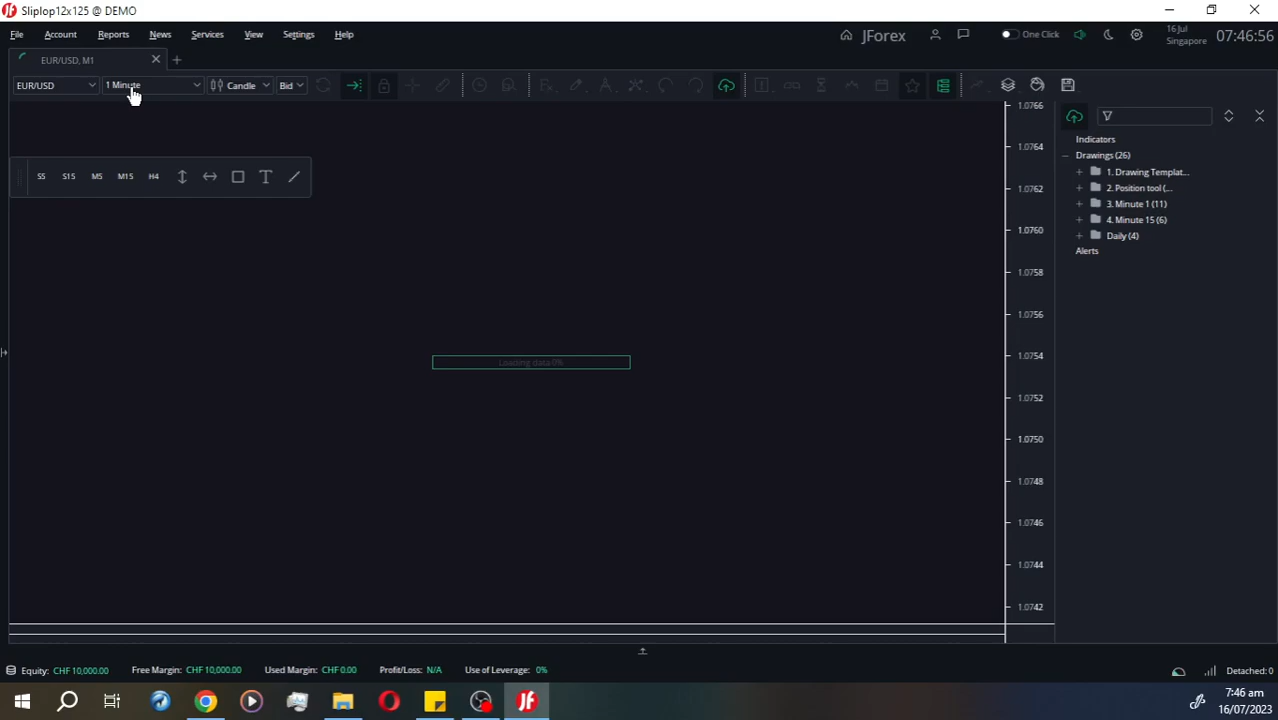 Sliplop12x125 @ DEMO
File Account Reports News Services View Settings Help
JForex
One Click
16 Jul
Singapore
07:46:56
EUR/USD, M1
EUR/USD
1 Minute
Candle
Bid
S5 S15 M5 M15 H4
Loading data 0%
1.0766
1.0764
1.0762
1.0760
1.0758
1.0756
1.0754
1.0752
1.0750
1.0748
1.0746
1.0744
1.0742
Indicators
Drawings (26)
1. Drawing Templat...
2. Position tool (...
3. Minute 1 (11)
4. Minute 15 (6)
Daily (4)
Alerts
Equity: CHF 10,000.00 Free Margin: CHF 10,000.00 Used Margin: CHF 0.00 Profit/Loss: N/A Use of Leverage: 0% Detached: 0
7:46 am
16/07/2023